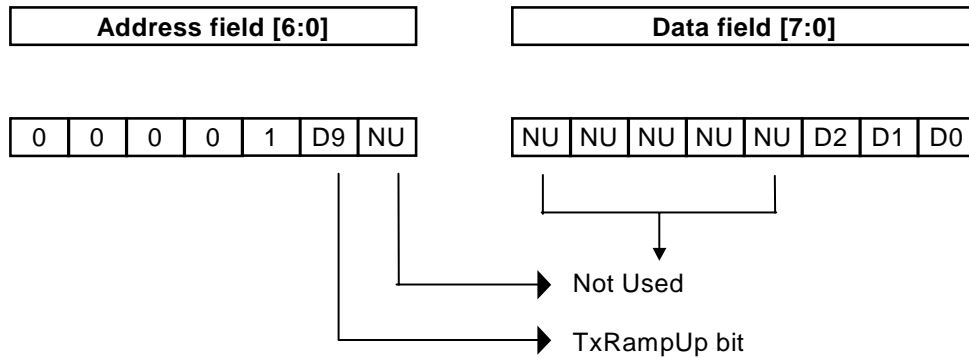 Address field [6:0] Data field [7:0]
0 0 0 0 1 D9 NU NU NU NU NU NU D2 D1 D0
Not Used
TxRampUp bit